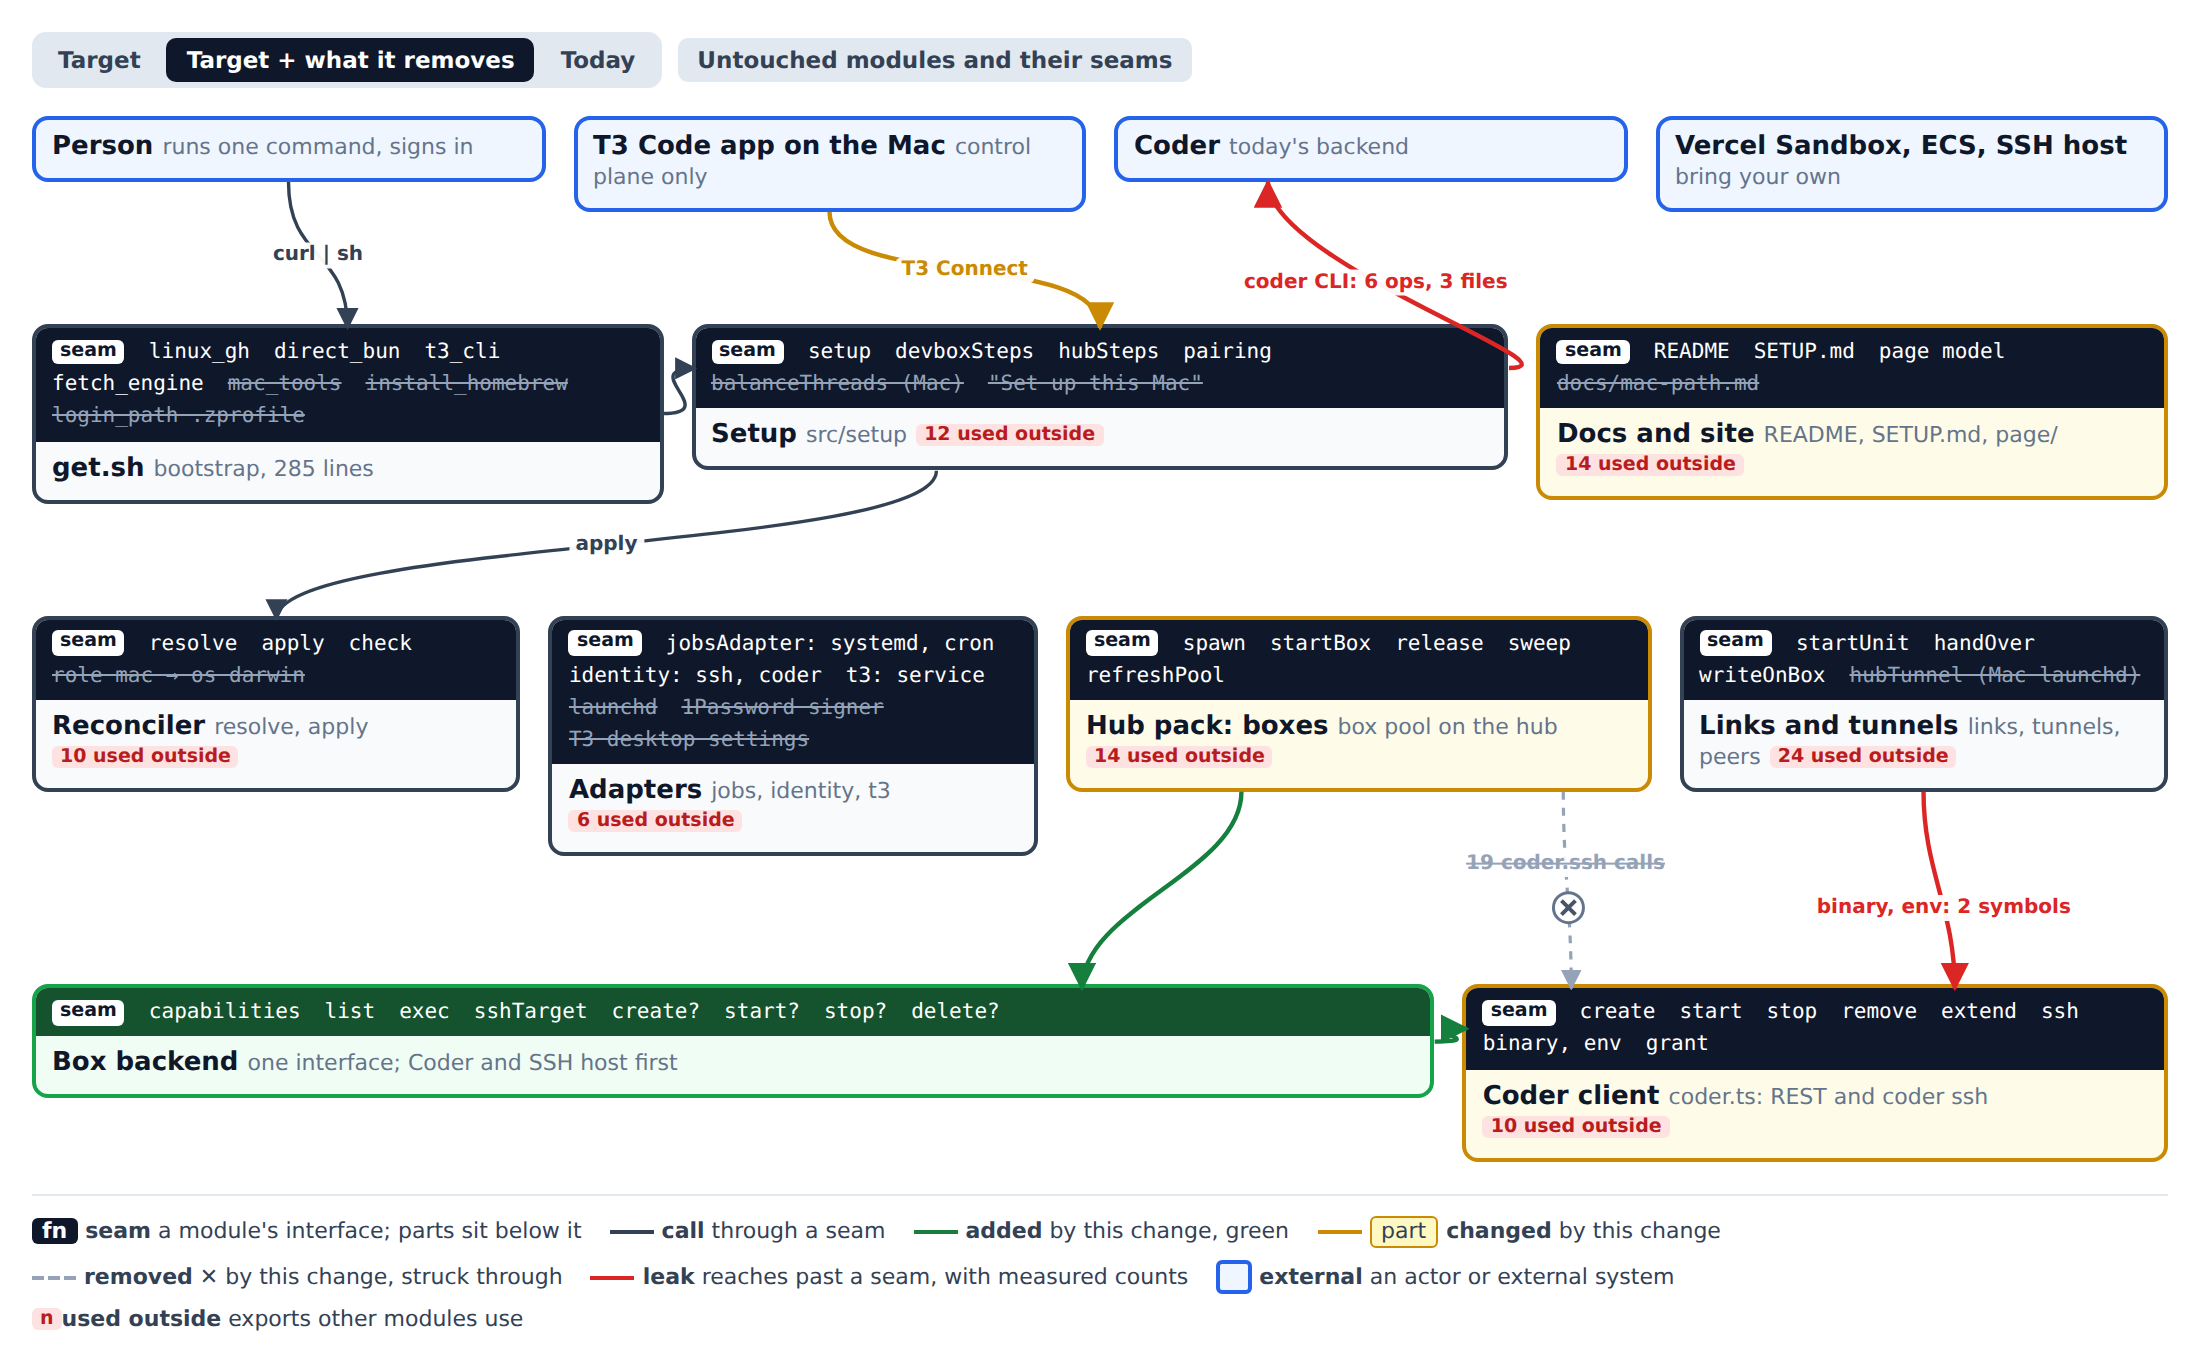 Target
Target + what it removes
Today
Untouched modules and their seams
Person runs one command, signs in
T3 Code app on the Mac control
plane only
Coder today's backend
Vercel Sandbox, ECS, SSH host
bring your own
curl | sh
T3 Connect
coder CLI: 6 ops, 3 files
seam linux_gh direct_bun t3_cli
fetch_engine mac_tools install_homebrew
login_path .zprofile
get.sh bootstrap, 285 lines
seam setup devboxSteps hubSteps pairing
balanceThreads (Mac) "Set up this Mac"
Setup src/setup 12 used outside
seam README SETUP.md page model
docs/mac-path.md
Docs and site README, SETUP.md, page/
14 used outside
apply
seam resolve apply check
role mac → os darwin
Reconciler resolve, apply
10 used outside
seam jobsAdapter: systemd, cron
identity: ssh, coder t3: service
launchd 1Password signer
T3 desktop settings
Adapters jobs, identity, t3
6 used outside
seam spawn startBox release sweep
refreshPool
Hub pack: boxes box pool on the hub
14 used outside
seam startUnit handOver
writeOnBox hubTunnel (Mac launchd)
Links and tunnels links, tunnels,
peers 24 used outside
19 coder.ssh calls
binary, env: 2 symbols
seam capabilities list exec sshTarget create? start? stop? delete?
Box backend one interface; Coder and SSH host first
seam create start stop remove extend ssh
binary, env grant
Coder client coder.ts: REST and coder ssh
10 used outside
fn seam a module's interface; parts sit below it
call through a seam
added by this change, green
part changed by this change
removed ✕ by this change, struck through
leak reaches past a seam, with measured counts
external an actor or external system
n used outside exports other modules use